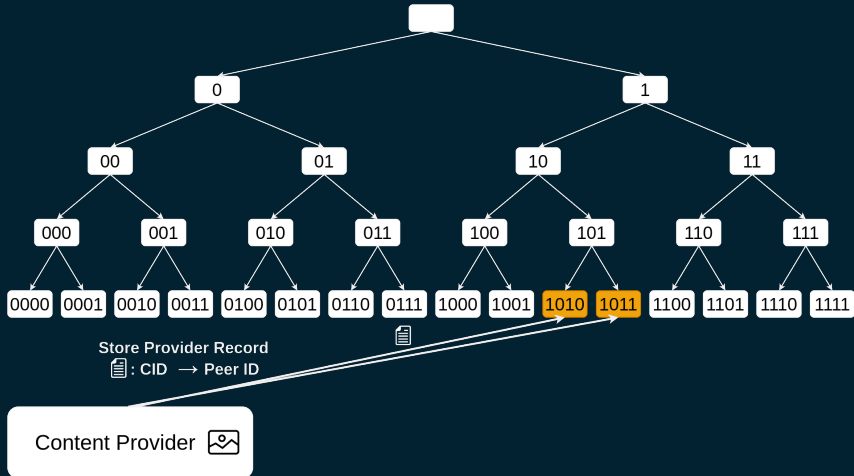 0 1
00 01 10 11
000 001 010 011 100 101 110 111
0000 0001 0010 0011 0100 0101 0110 0111 1000 1001 1010 1011 1100 1101 1110 1111
Store Provider Record
: CID → Peer ID
Content Provider